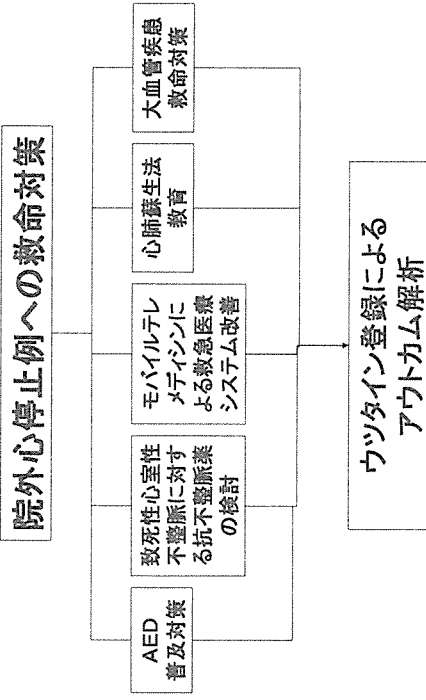 院外心停止例への救命対策
AED
普及対策
致死性心室性
不整脈に対す
る抗不整脈薬
の検討
モバイルテレ
メディシンに
よる救急医療
システム改善
心肺蘇生法
教育
大血管疾患
救命対策
ウツタイン登録による
アウトカム解析